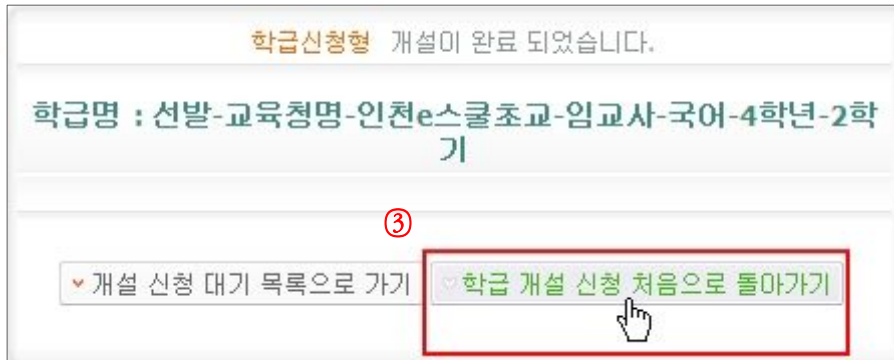 학급신청형 개설이 완료 되었습니다.
학급명 : 선발-교육청명-인천e스쿨초교-임교사-국어-4학년-2학
기
③
개설 신청 대기 목록으로 가기 학급 개설 신청 처음으로 돌아가기